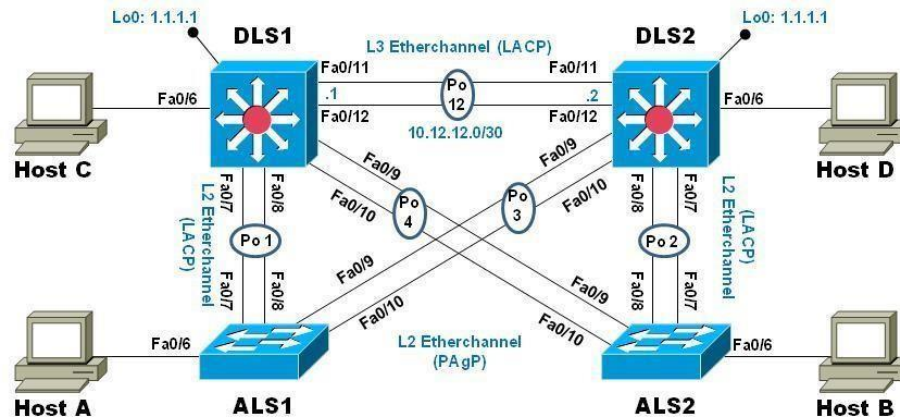 Lo0: 1.1.1.1
Lo0: 1.1.1.1
DLS1
DLS2
L3 Etherchannel (LACP)
Fa0/11
Fa0/11
Fa0/6
.1
Po
12
.2
Fa0/6
Fa0/12
Fa0/12
10.12.12.0/30
Host C
Host D
Fa0/9
Fa0/9
Fa0/10
Fa0/10
Fa0/7
Fa0/8
Fa0/8
Fa0/7
L2 Etherchannel
(LACP)
Po
4
Po
3
L2 Etherchannel
(LACP)
Po 1
Po 2
Fa0/7
Fa0/8
Fa0/9
Fa0/10
Fa0/9
Fa0/10
Fa0/8
Fa0/7
L2 Etherchannel
(PAgP)
Fa0/6
Fa0/6
Host A
ALS1
ALS2
Host B